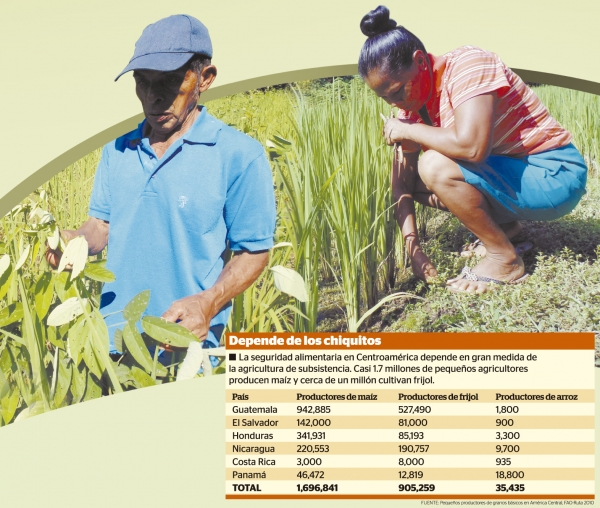 Depende de los chiquitos
■ La seguridad alimentaria en Centroamérica depende en gran medida de
la agricultura de subsistencia. Casi 1.7 millones de pequeños agricultores
producen maíz y cerca de un millón cultivan frijol.
País Productores de maíz Productores de frijol Productores de arroz
Guatemala 942,885 527,490 1,800
El Salvador 142,000 81,000 900
Honduras 341,931 85,193 3,300
Nicaragua 220,553 190,757 9,700
Costa Rica 3,000 8,000 935
Panamá 46,472 12,819 18,800
TOTAL 1,696,841 905,259 35,435
FUENTE: Pequeños productores de granos básicos en América Central, FAO-Ruta 2010